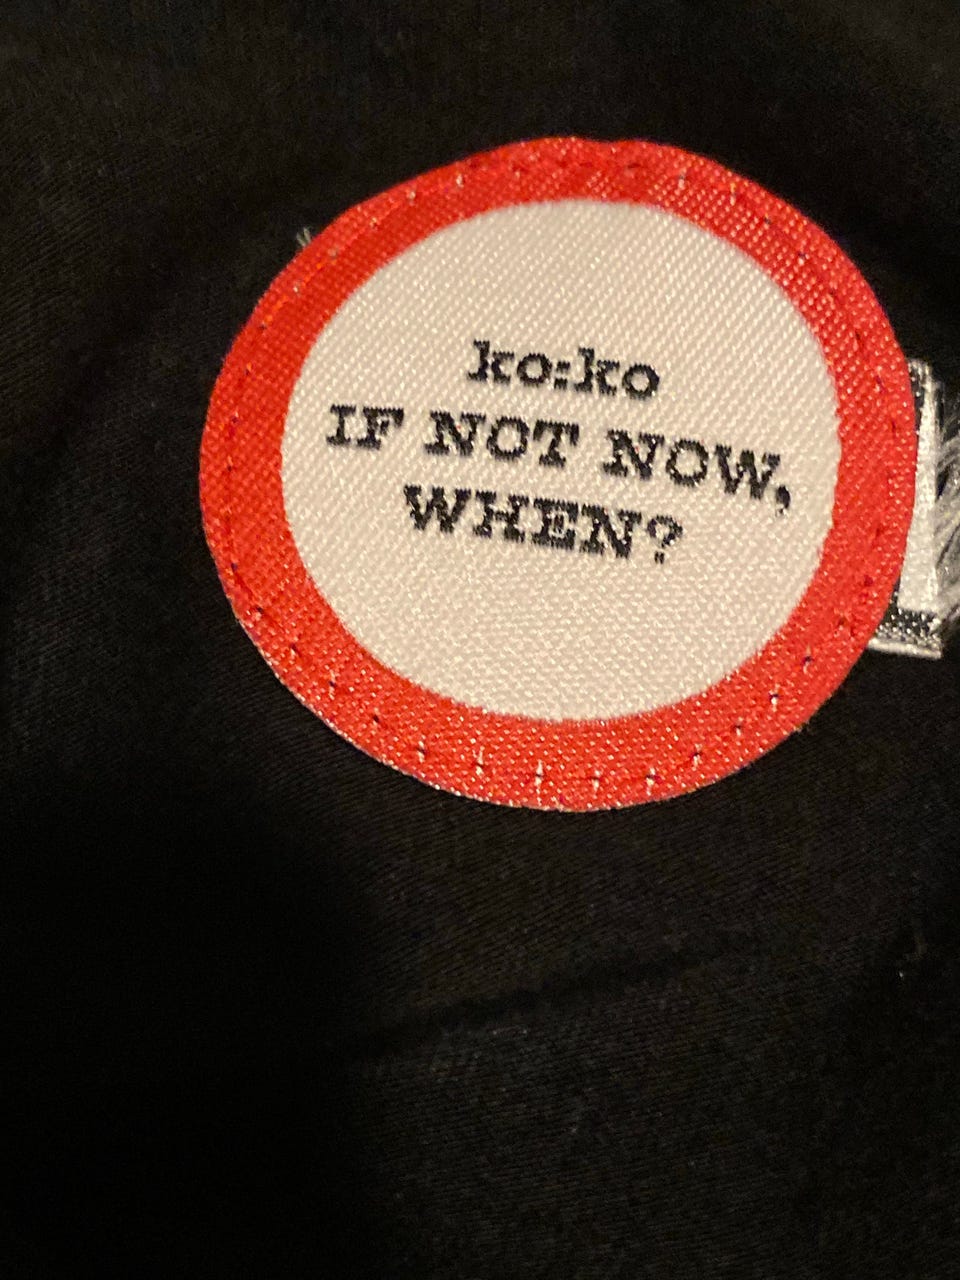 ko:ko
IF NOT NOW,
WHEN?